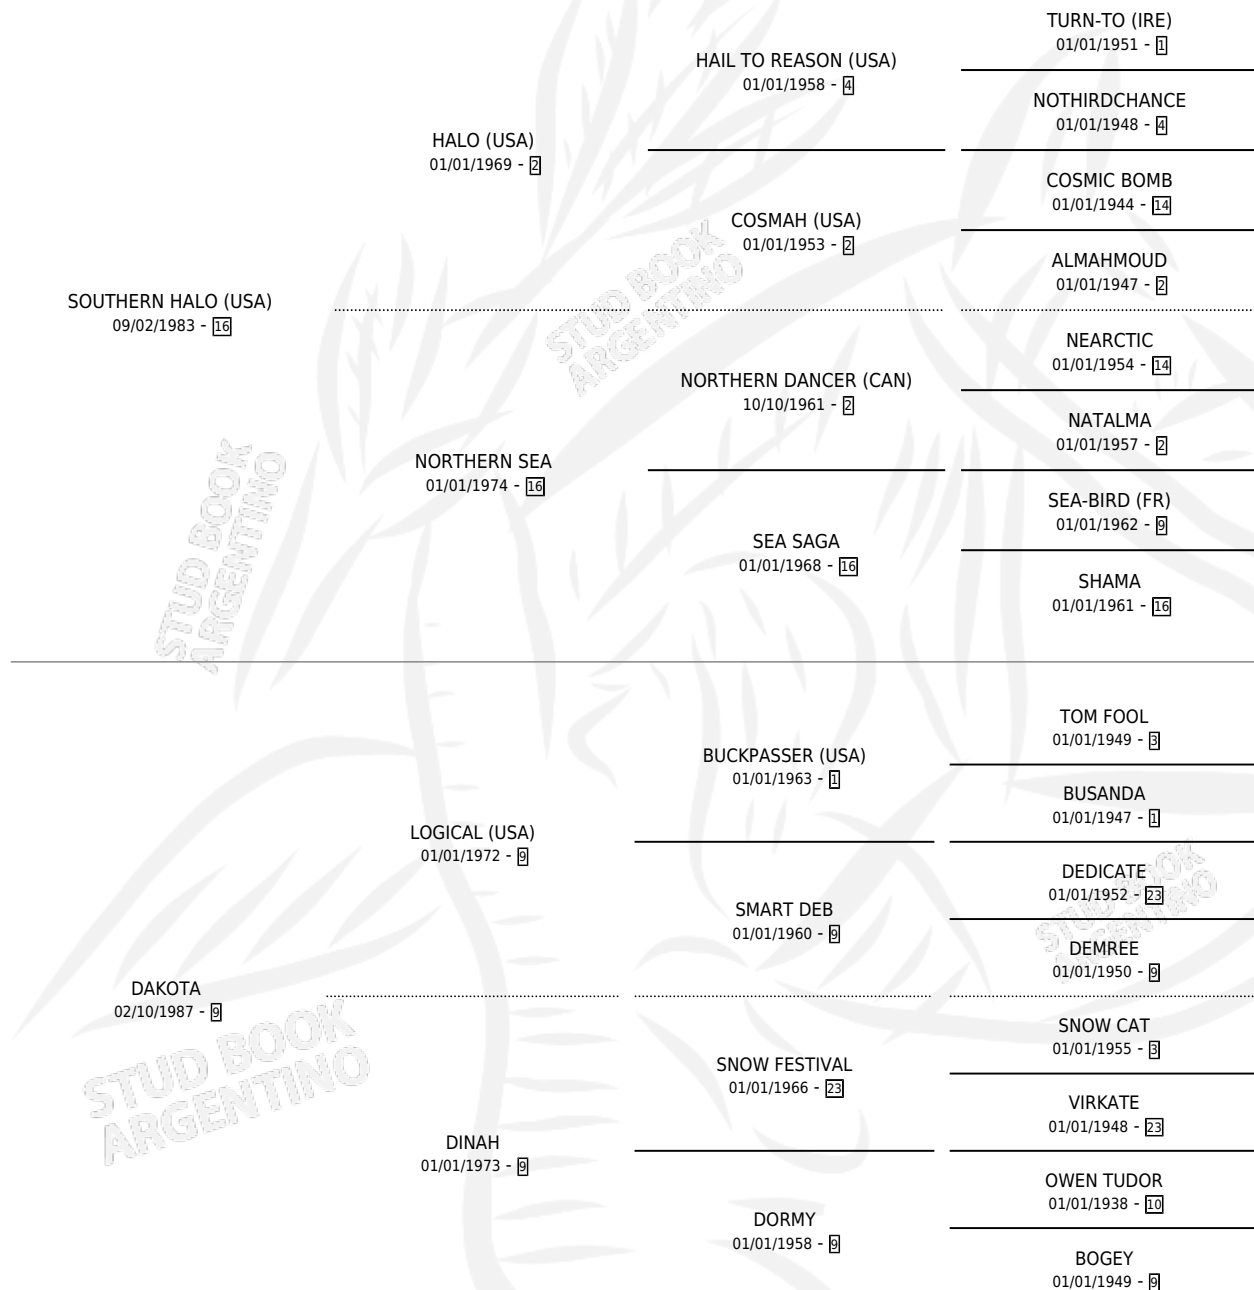 TURN-TO (IRE)
01/01/1951 - 1
HAIL TO REASON (USA)
01/01/1958 - 4
NOTHIRDCHANCE
01/01/1948 - 4
HALO (USA)
01/01/1969 - 2
COSMIC BOMB
01/01/1944 - 14
COSMAH (USA)
01/01/1953 - 2
ALMAHMOUD
01/01/1947 - 2
SOUTHERN HALO (USA)
09/02/1983 - 16
NEARCTIC
01/01/1954 - 14
NORTHERN DANCER (CAN)
10/10/1961 - 2
NATALMA
01/01/1957 - 2
NORTHERN SEA
01/01/1974 - 16
SEA-BIRD (FR)
01/01/1962 - 9
SEA SAGA
01/01/1968 - 16
SHAMA
01/01/1961 - 16
TOM FOOL
01/01/1949 - 3
BUCKPASSER (USA)
01/01/1963 - 1
BUSANDA
01/01/1947 - 1
LOGICAL (USA)
01/01/1972 - 9
DEDICATE
01/01/1952 - 23
SMART DEB
01/01/1960 - 9
DEMREE
01/01/1950 - 9
DAKOTA
02/10/1987 - 9
SNOW CAT
01/01/1955 - 3
SNOW FESTIVAL
01/01/1966 - 23
VIRKATE
01/01/1948 - 23
DINAH
01/01/1973 - 9
OWEN TUDOR
01/01/1938 - 10
DORMY
01/01/1958 - 9
BOGEY
01/01/1949 - 9
STUD BOOK
ARGENTINO
STUD BOOK
ARGENTINO
STUD BOOK
ARGENTINO
STUD BOOK
ARGENTINO